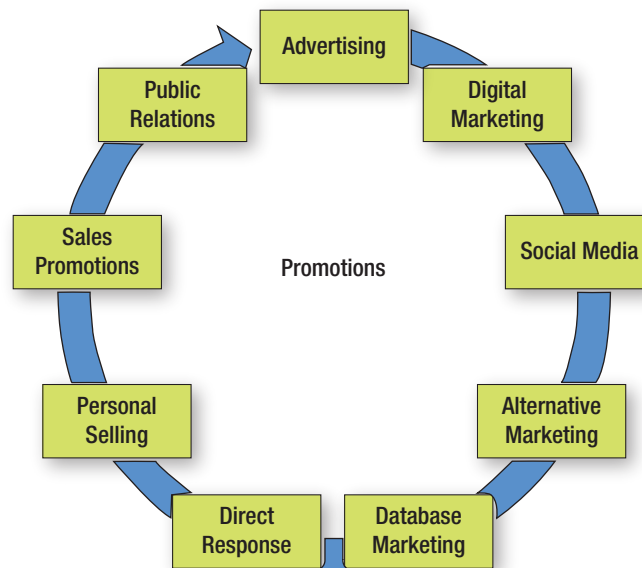 Advertising
Digital
Marketing
Social Media
Alternative
Marketing
Database
Marketing
Direct
Response
Personal
Selling
Sales
Promotions
Public
Relations
Promotions